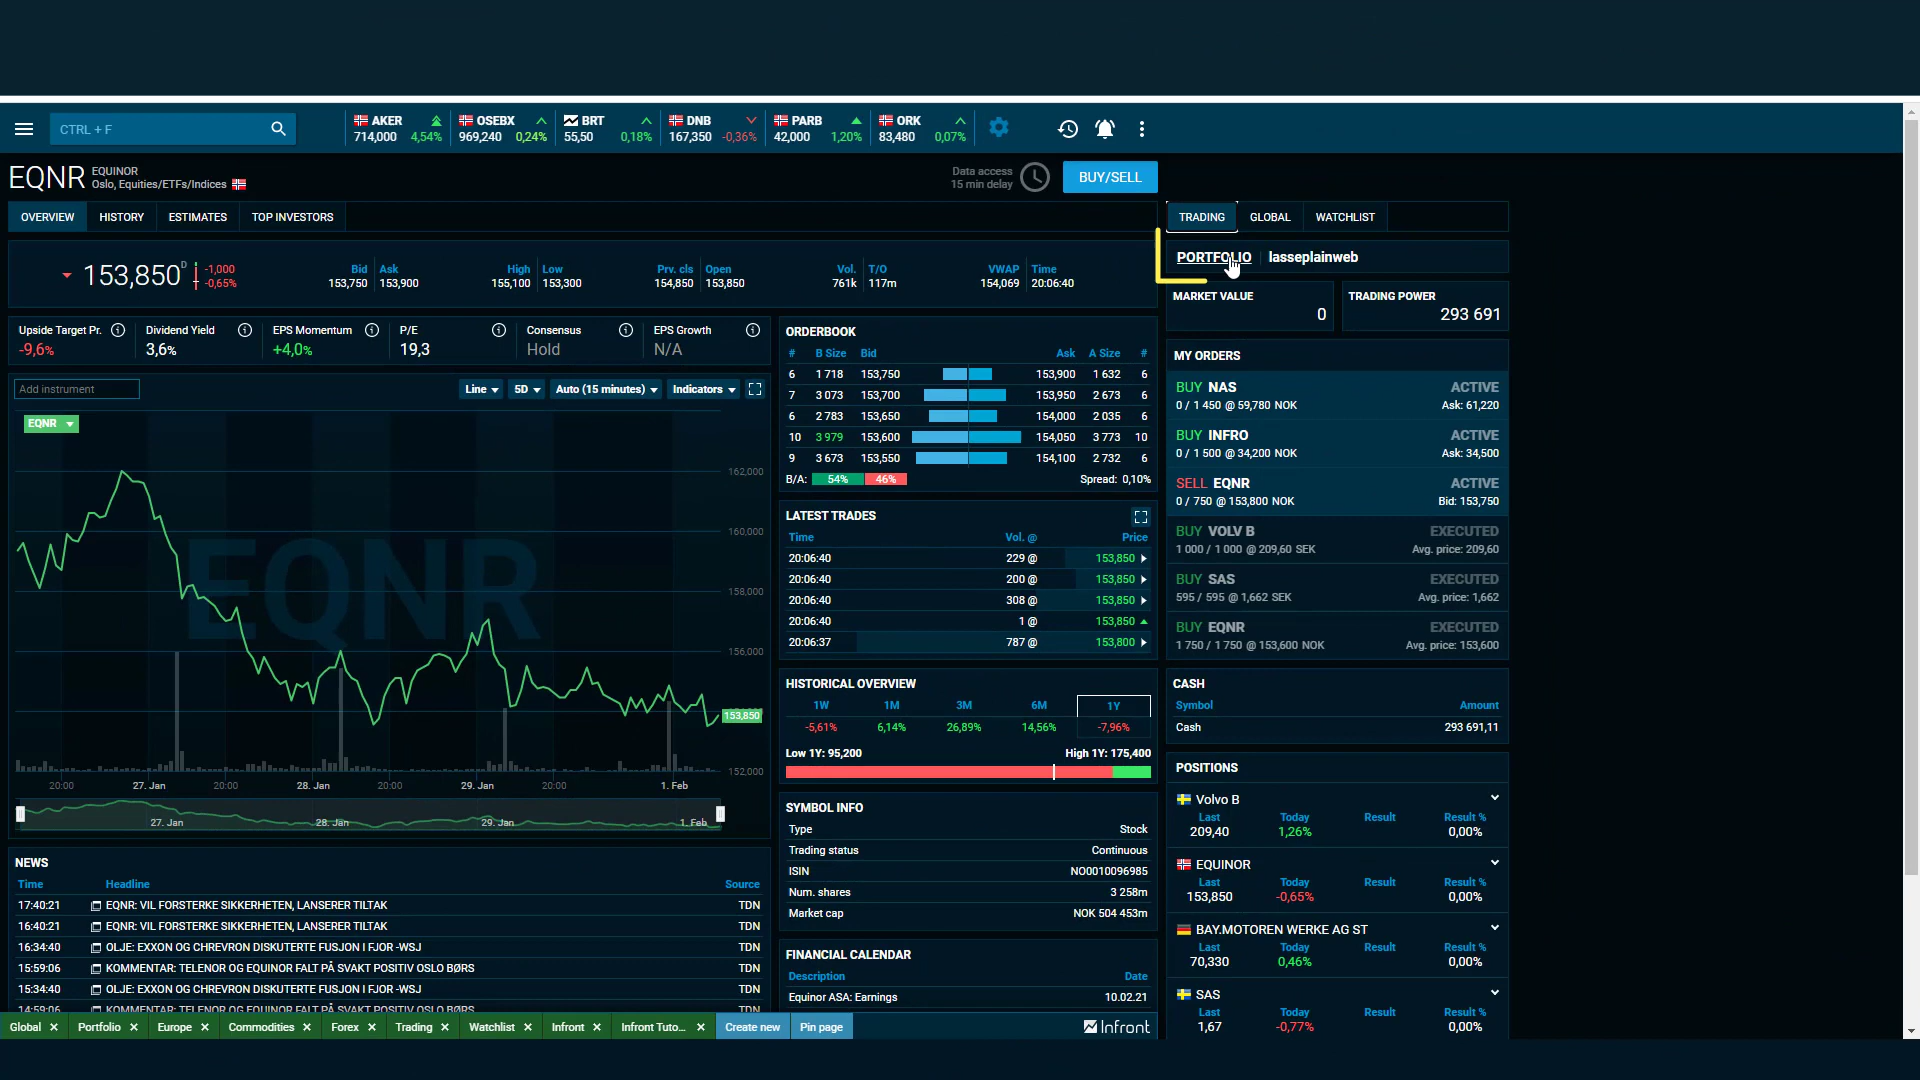 CTRL + F
AKER
714,000 4,54%
OSEBX
969,240 0,24%
BRT
55,50 0,18%
DNB
167,350 -0,36%
PARB
42,000 1,20%
ORK
83,480 0,07%
EQNR EQUINOR
Oslo, Equities/ETFs/Indices
Data access
15 min delay
BUY/SELL
OVERVIEW HISTORY ESTIMATES TOP INVESTORS
153,850 D -1,000
-0,65%
Bid Ask High Low Prv. cls Open Vol. T/O VWAP Time
153,750 153,900 155,100 153,300 154,850 153,850 761k 117m 154,069 20:06:40
Upside Target Pr. Dividend Yield EPS Momentum P/E Consensus EPS Growth
-9,6% 3,6% +4,0% 19,3 Hold N/A
Add instrument Line 5D Auto (15 minutes) Indicators
EQNR
EQNR
162,000
160,000
158,000
156,000
153,850
152,000
20:00 27. Jan 20:00 28. Jan 20:00 29. Jan 20:00 1. Feb
27. Jan 28. Jan 29. Jan 1. Feb
NEWS
Time Headline Source
17:40:21 EQNR: VIL FORSTERKE SIKKERHETEN, LANSERER TILTAK TDN
16:40:21 EQNR: VIL FORSTERKE SIKKERHETEN, LANSERER TILTAK TDN
16:34:40 OLJE: EXXON OG CHREVRON DISKUTERTE FUSJON I FJOR -WSJ TDN
15:59:06 KOMMENTAR: TELENOR OG EQUINOR FALT PÅ SVAKT POSITIV OSLO BØRS TDN
15:34:40 OLJE: EXXON OG CHREVRON DISKUTERTE FUSJON I FJOR -WSJ TDN
14:59:06 KOMMENTAR: TELENOR OG EQUINOR FALT PÅ SVAKT POSITIV OSLO BØRS TDN
ORDERBOOK
# B Size Bid Ask A Size #
6 1 718 153,750 153,900 1 632 6
7 3 073 153,700 153,950 2 673 6
6 2 783 153,650 154,000 2 035 6
10 3 979 153,600 154,050 3 773 10
9 3 673 153,550 154,100 2 732 6
B/A: 54% 46% Spread: 0,10%
LATEST TRADES
Time Vol. @ Price
20:06:40 229 @ 153,850
20:06:40 200 @ 153,850
20:06:40 308 @ 153,850
20:06:40 1 @ 153,850
20:06:37 787 @ 153,800
HISTORICAL OVERVIEW
1W 1M 3M 6M 1Y
-5,61% 6,14% 26,89% 14,56% -7,96%
Low 1Y: 95,200 High 1Y: 175,400
SYMBOL INFO
Type Stock
Trading status Continuous
ISIN NO0010096985
Num. shares 3 258m
Market cap NOK 504 453m
FINANCIAL CALENDAR
Description Date
Equinor ASA: Earnings 10.02.21
TRADING GLOBAL WATCHLIST
PORTFOLIO lasseplainweb
MARKET VALUE
0
TRADING POWER
293 691
MY ORDERS
BUY NAS ACTIVE
0 / 1 450 @ 59,780 NOK Ask: 61,220
BUY INFRO ACTIVE
0 / 1 500 @ 34,200 NOK Ask: 34,500
SELL EQNR ACTIVE
0 / 750 @ 153,800 NOK Bid: 153,750
BUY VOLV B EXECUTED
1 000 / 1 000 @ 209,60 SEK Avg. price: 209,60
BUY SAS EXECUTED
595 / 595 @ 1,662 SEK Avg. price: 1,662
BUY EQNR EXECUTED
1 750 / 1 750 @ 153,600 NOK Avg. price: 153,600
CASH
Symbol Amount
Cash 293 691,11
POSITIONS
Volvo B
Last Today Result Result %
209,40 1,26% 0,00%
EQUINOR
Last Today Result Result %
153,850 -0,65% 0,00%
BAY.MOTOREN WERKE AG ST
Last Today Result Result %
70,330 0,46% 0,00%
SAS
Last Today Result Result %
1,67 -0,77% 0,00%
Global Portfolio Europe Commodities Forex Trading Watchlist Infront Infront Tuto... Create new Pin page Infront